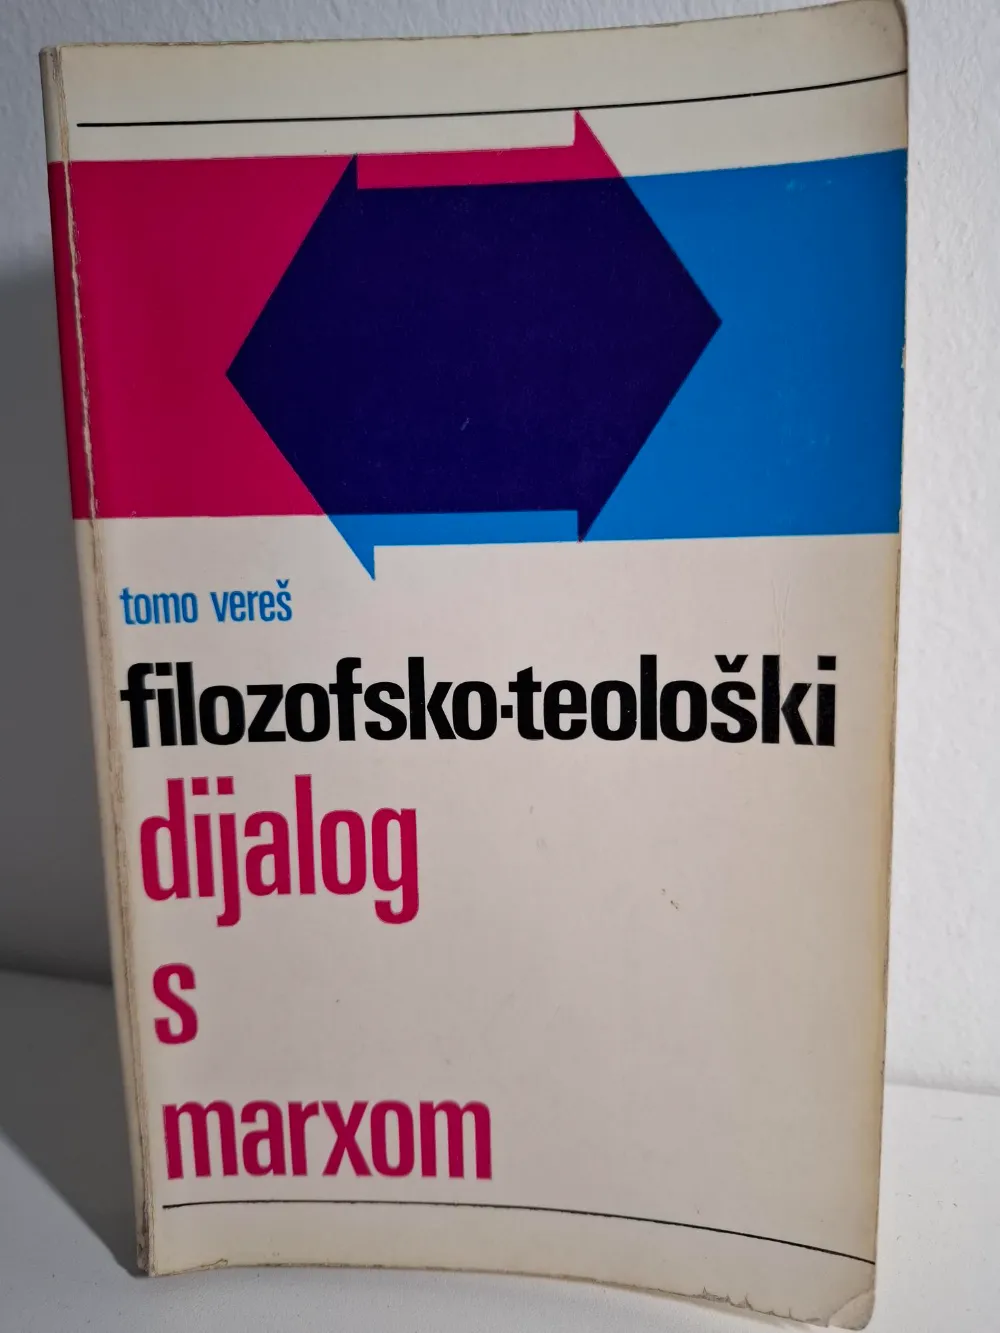 tomo vereš
filozofsko-teološki
dijalog
s
marxom